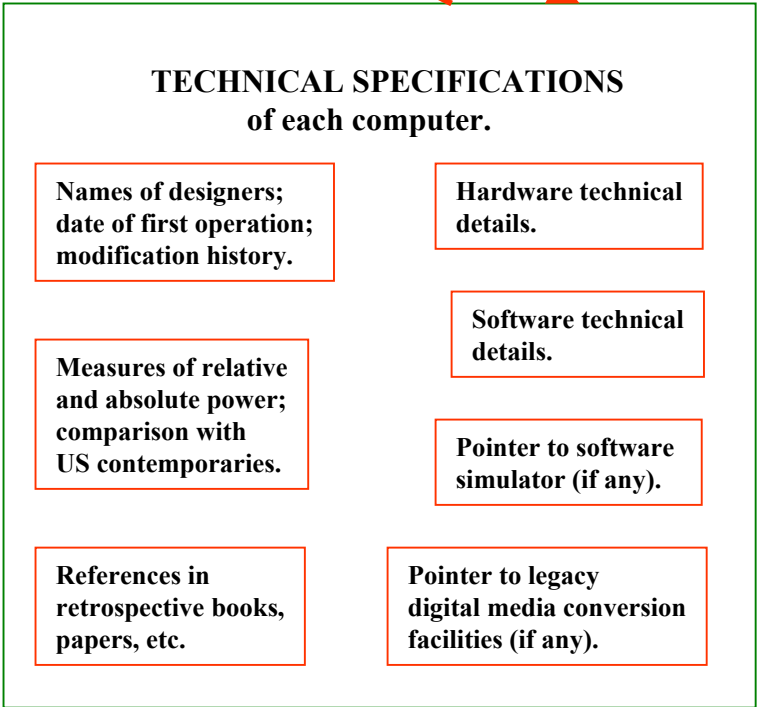 TECHNICAL SPECIFICATIONS
of each computer.
Names of designers;
date of first operation;
modification history.
Measures of relative
and absolute power;
comparison with
US contemporaries.
References in
retrospective books,
papers, etc.
Hardware technical
details.
Software technical
details.
Pointer to software
simulator (if any).
Pointer to legacy
digital media conversion
facilities (if any).